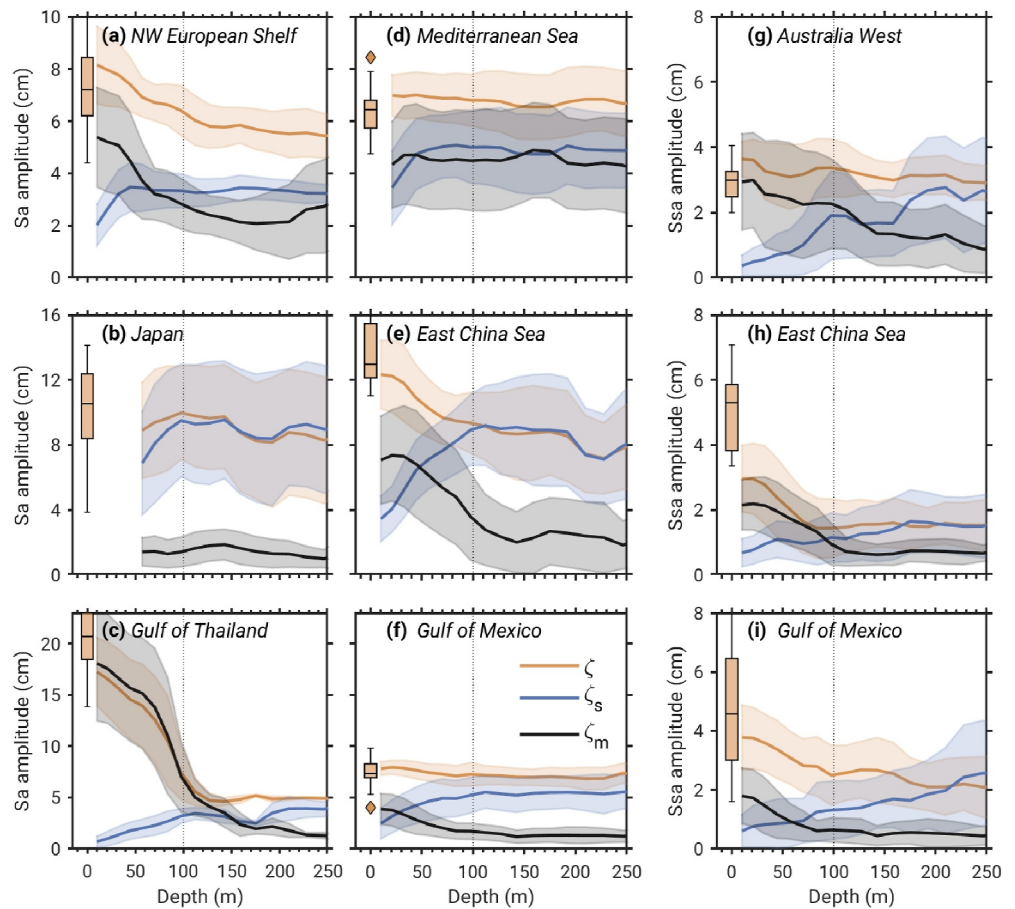 (a) NW European Shelf
(d) Mediterranean Sea
(g) Australia West
10
8
6
4
2
0
Sa amplitude (cm)
8
6
4
2
0
Ssa amplitude (cm)
(b) Japan
(e) East China Sea
(h) East China Sea
16
12
8
4
0
Sa amplitude (cm)
8
6
4
2
0
Ssa amplitude (cm)
(c) Gulf of Thailand
(f) Gulf of Mexico
(i) Gulf of Mexico
20
15
10
5
0
Sa amplitude (cm)
ζ
ζs
ζm
8
6
4
2
0
Ssa amplitude (cm)
0 50 100 150 200 250
0 50 100 150 200 250
0 50 100 150 200 250
Depth (m)
Depth (m)
Depth (m)